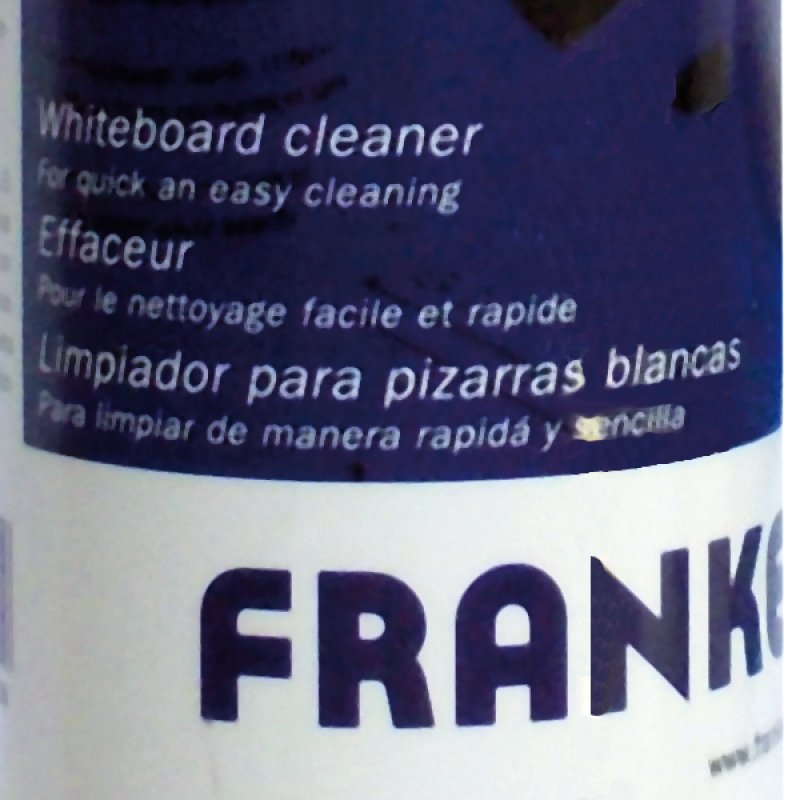 Whiteboard cleaner
For quick an easy cleaning
Effaceur
Pour le nettoyage facile et rapide
Limpiador para pizarras blancas
Para limpiar de manera rapidá y sencilla
FRANKE